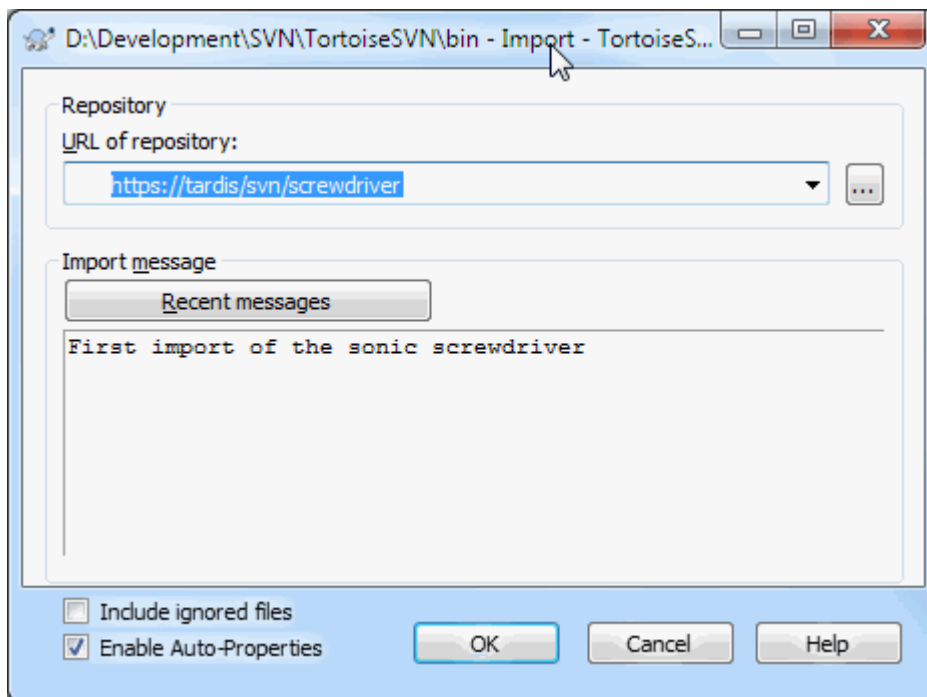 D:\Development\SVN\TortoiseSVN\bin - Import - TortoiseS...
Repository
URL of repository:
https://tardis/svn/screwdriver
...
Import message
Recent messages
First import of the sonic screwdriver
Include ignored files
Enable Auto-Properties
OK
Cancel
Help